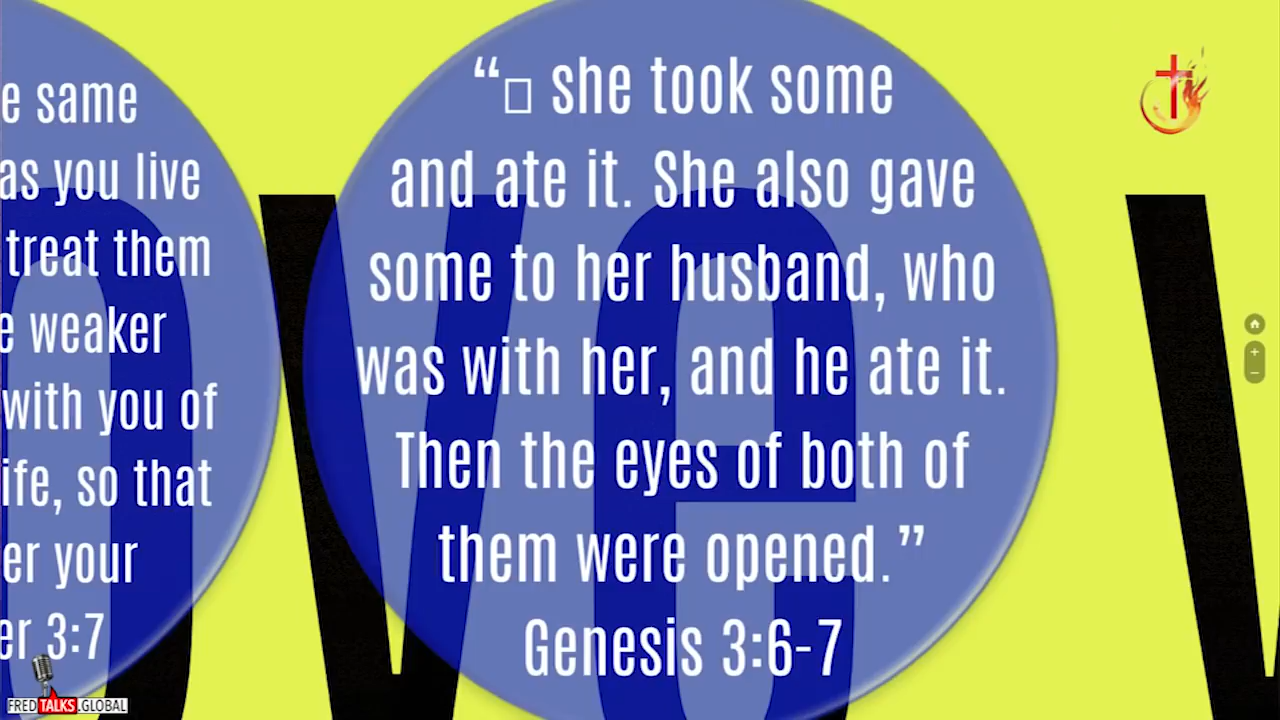 e same
as you live
treat them
e weaker
with you of
ife, so that
er your
er 3:7
“□ she took some
and ate it. She also gave
some to her husband, who
was with her, and he ate it.
Then the eyes of both of
them were opened.”
Genesis 3:6-7
ove w
FRED TALKS.GLOBAL